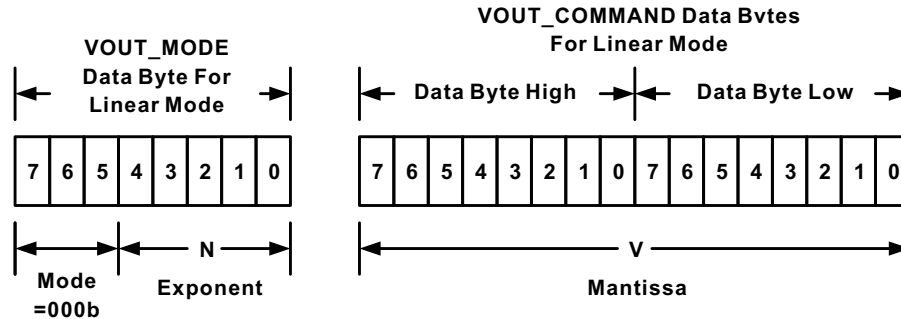 VOUT_MODE
Data Byte For
Linear Mode
7 6 5 4 3 2 1 0
N
Mode
=000b
Exponent
VOUT_COMMAND Data Bvtes
For Linear Mode
Data Byte High
Data Byte Low
7 6 5 4 3 2 1 0 7 6 5 4 3 2 1 0
V
Mantissa